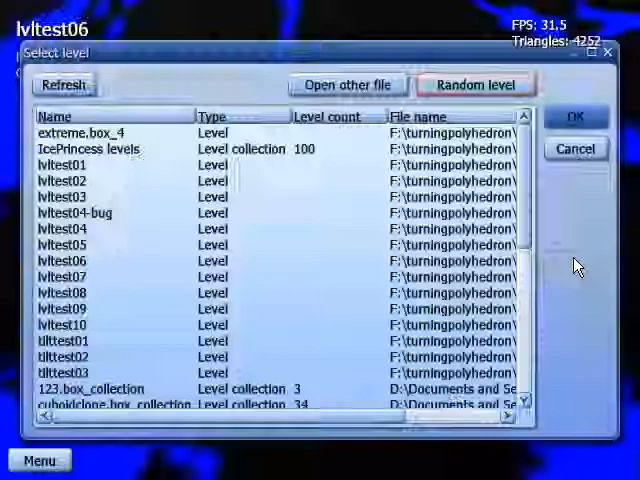 lvltest06
FPS: 31.5
Triangles: 4252
Select level
Refresh
Open other file
Random level
Name Type Level count File name
OK
extreme.box_4 Level F:\turningpolyhedron\
IcePrincess levels Level collection 100 F:\turningpolyhedron\
Cancel
lvltest01 Level F:\turningpolyhedron\
lvltest02 Level F:\turningpolyhedron\
lvltest03 Level F:\turningpolyhedron\
lvltest04-bug Level F:\turningpolyhedron\
lvltest04 Level F:\turningpolyhedron\
lvltest05 Level F:\turningpolyhedron\
lvltest06 Level F:\turningpolyhedron\
lvltest07 Level F:\turningpolyhedron\
lvltest08 Level F:\turningpolyhedron\
lvltest09 Level F:\turningpolyhedron\
lvltest10 Level F:\turningpolyhedron\
tilttest01 Level F:\turningpolyhedron\
tilttest02 Level F:\turningpolyhedron\
tilttest03 Level F:\turningpolyhedron\
123.box_collection Level collection 3 D:\Documents and Se
cuboidclone.box_collection Level collection 34 D:\Documents and Se
Menu